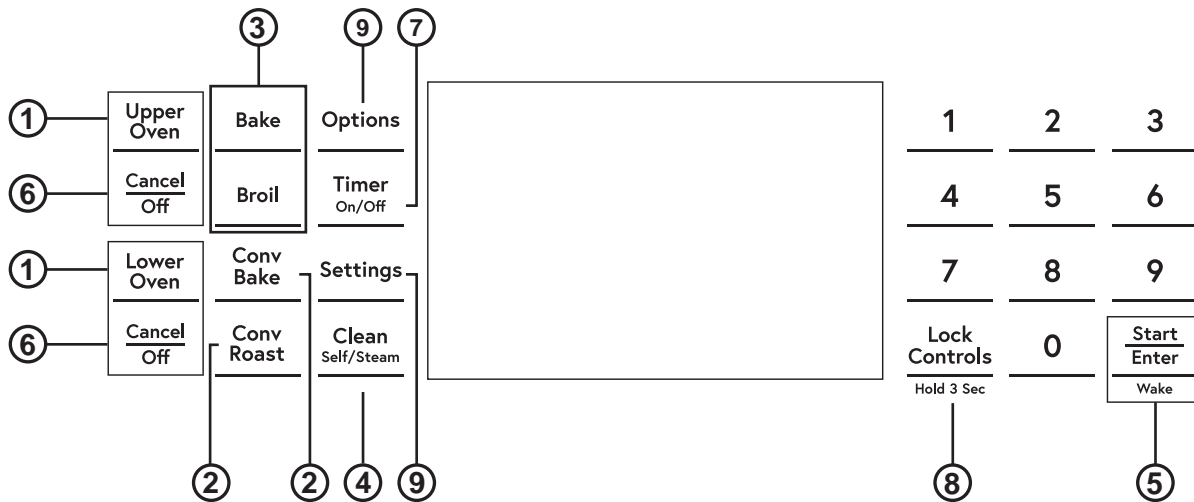 3
9
7
1
Upper
Oven
Bake
Options
1
2
3
6
Cancel
Off
Broil
Timer
On/Off
4
5
6
1
Lower
Oven
Conv
Bake
Settings
7
8
9
6
Cancel
Off
Conv
Roast
Clean
Self/Steam
Lock
Controls
Hold 3 Sec
0
Start
Enter
Wake
2
2
4
9
8
5